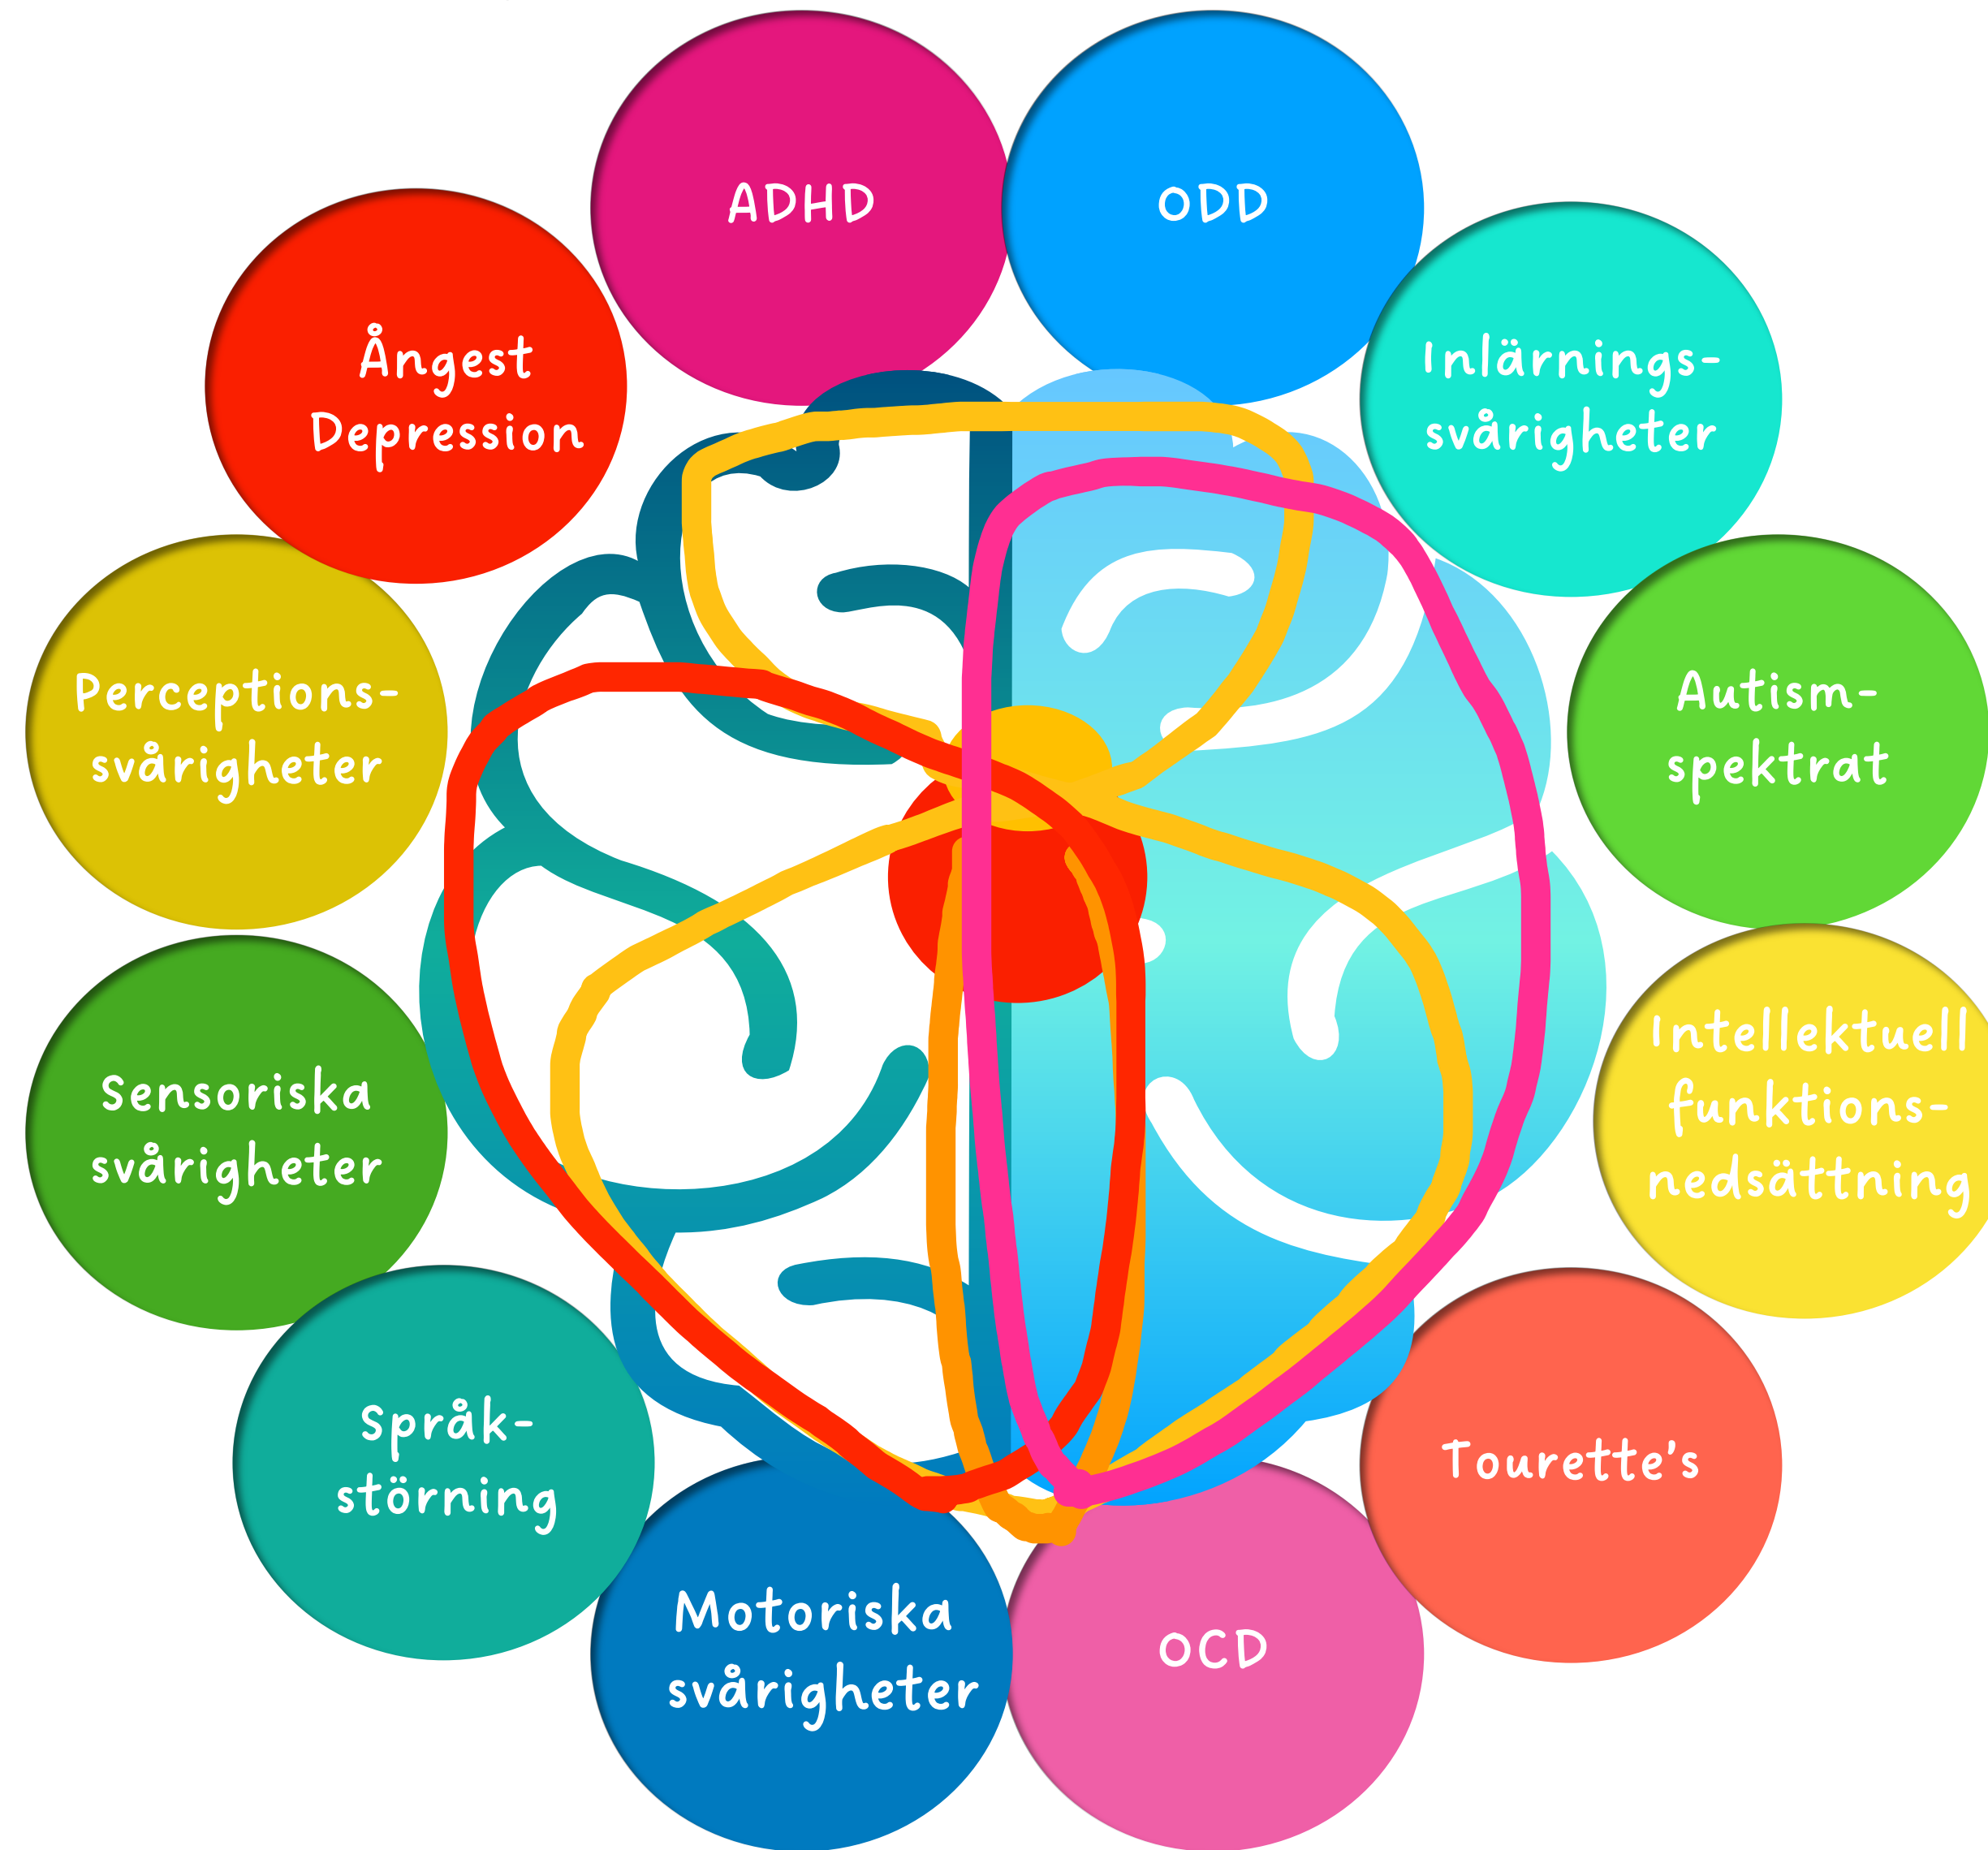 ADHD
ODD
Ångest
Depression
Inlärnings-
svårigheter
Perceptions-
svårigheter
Autism-
spektrat
Sensoriska
svårigheter
Intellektuell
funktions-
nedsättning
Språk-
störning
Tourette's
Motoriska
svårigheter
OCD